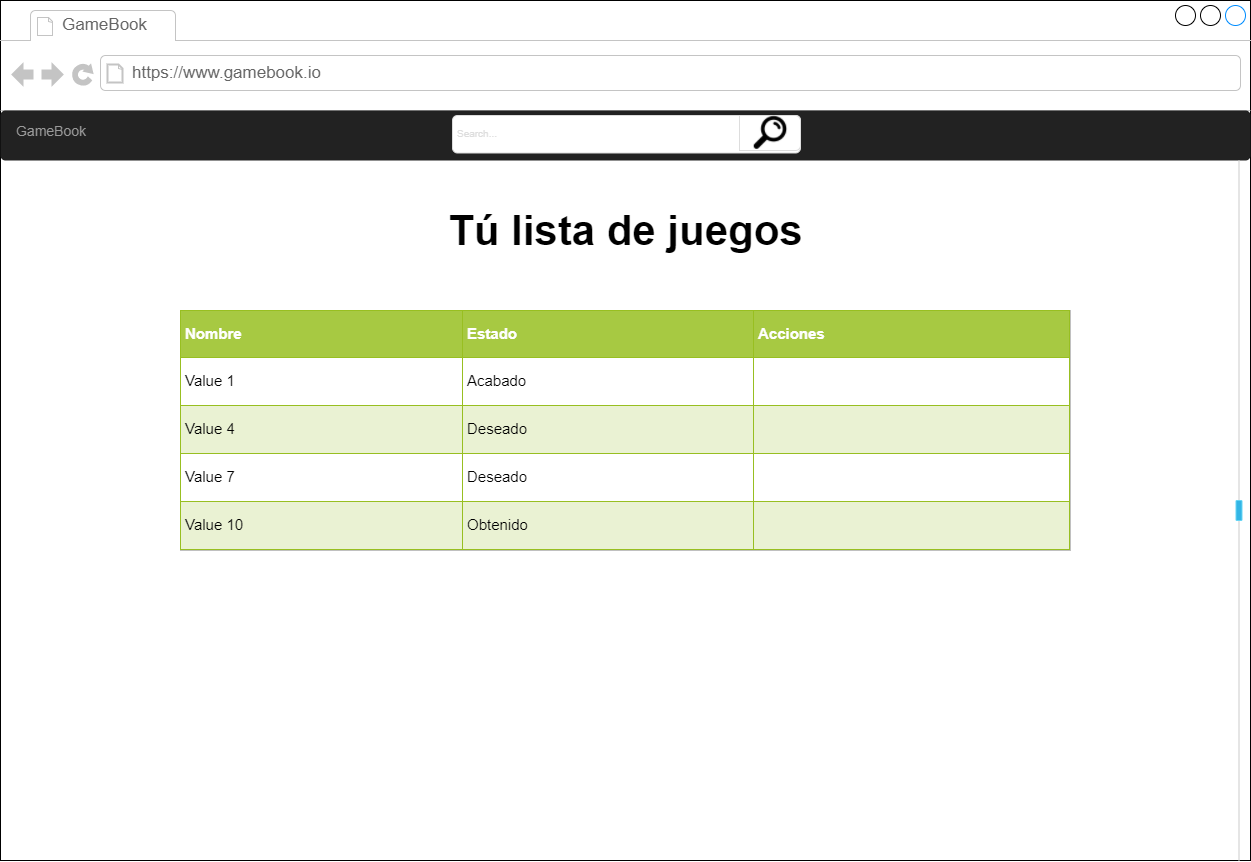 GameBook
https://www.gamebook.io
GameBook
Search...
Tú lista de juegos
Nombre Estado Acciones
Value 1 Acabado
Value 4 Deseado
Value 7 Deseado
Value 10 Obtenido